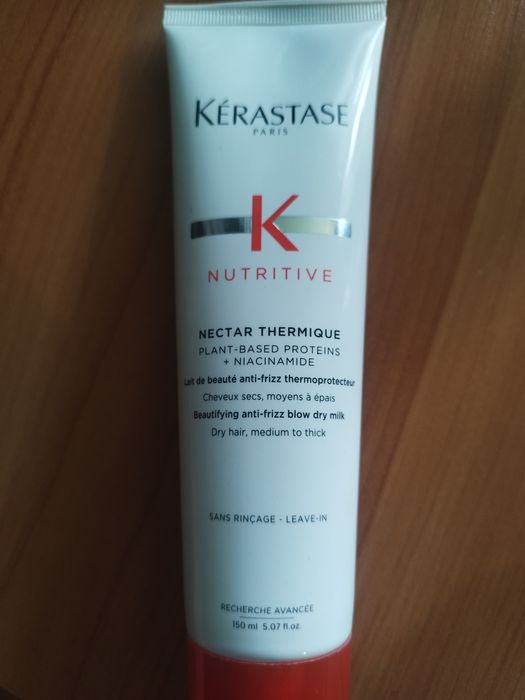 KÉRASTASE
PARIS
K
NUTRITIVE
NECTAR THERMIQUE
PLANT-BASED PROTEINS
+ NIACINAMIDE
Lait de beauté anti-frizz thermoprotecteur
Cheveux secs, moyens à épais
Beautifying anti-frizz blow dry milk
Dry hair, medium to thick
SANS RINÇAGE - LEAVE-IN
RECHERCHE AVANCÉE
150 ml 5.07 fl.oz.